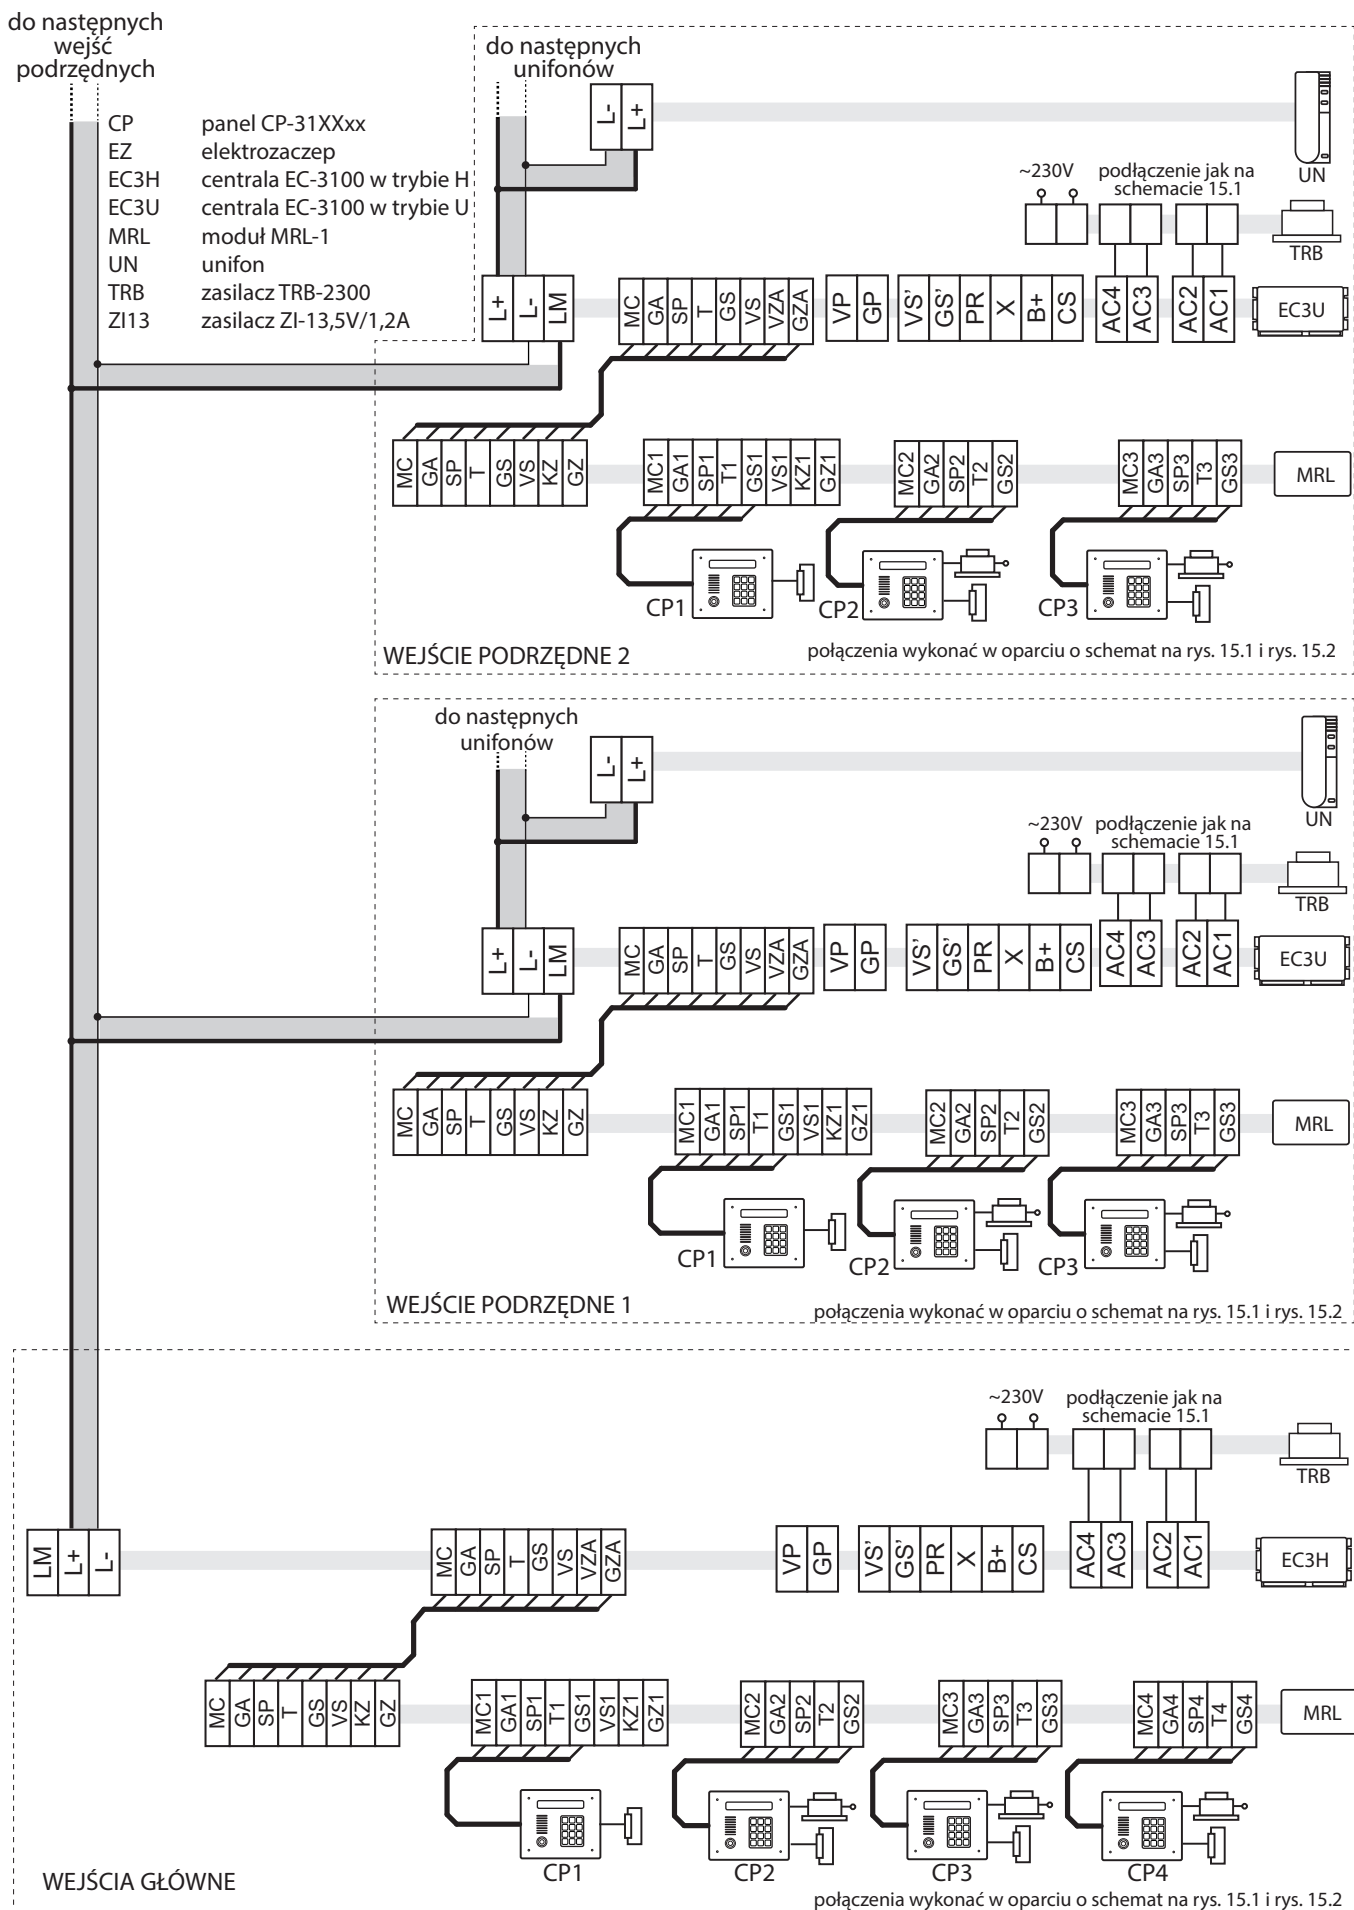 do następnych
wejść
podrzędnych
CP panel CP-31XXxx
EZ elektrozaczep
EC3H centrala EC-3100 w trybie H
EC3U centrala EC-3100 w trybie U
MRL moduł MRL-1
UN unifon
TRB zasilacz TRB-2300
ZI13 zasilacz ZI-13,5V/1,2A
do następnych
unifonów
L- L+
UN
~230V
podłączenie jak na
schemacie 15.1
TRB
L+ L- LM MC GA SP T GS VS VZA GZA VP GP VS' GS' PR X B+ CS AC4 AC3 AC2 AC1 EC3U
MC GA SP T GS VS KZ GZ MC1 GA1 SP1 T1 GS1 VS1 KZ1 GZ1 MC2 GA2 SP2 T2 GS2 MC3 GA3 SP3 T3 GS3 MRL
CP1 CP2 CP3
WEJŚCIE PODRZĘDNE 2
połączenia wykonać w oparciu o schemat na rys. 15.1 i rys. 15.2
do następnych
unifonów
L- L+
UN
~230V
podłączenie jak na
schemacie 15.1
TRB
L+ L- LM MC GA SP T GS VS VZA GZA VP GP VS' GS' PR X B+ CS AC4 AC3 AC2 AC1 EC3U
MC GA SP T GS VS KZ GZ MC1 GA1 SP1 T1 GS1 VS1 KZ1 GZ1 MC2 GA2 SP2 T2 GS2 MC3 GA3 SP3 T3 GS3 MRL
CP1 CP2 CP3
WEJŚCIE PODRZĘDNE 1
połączenia wykonać w oparciu o schemat na rys. 15.1 i rys. 15.2
~230V
podłączenie jak na
schemacie 15.1
TRB
LM L+ L- MC GA SP T GS VS VZA GZA VP GP VS' GS' PR X B+ CS AC4 AC3 AC2 AC1 EC3H
MC GA SP T GS VS KZ GZ MC1 GA1 SP1 T1 GS1 VS1 KZ1 GZ1 MC2 GA2 SP2 T2 GS2 MC3 GA3 SP3 T3 GS3 MC4 GA4 SP4 T4 GS4 MRL
CP1 CP2 CP3 CP4
WEJŚCIA GŁÓWNE
połączenia wykonać w oparciu o schemat na rys. 15.1 i rys. 15.2